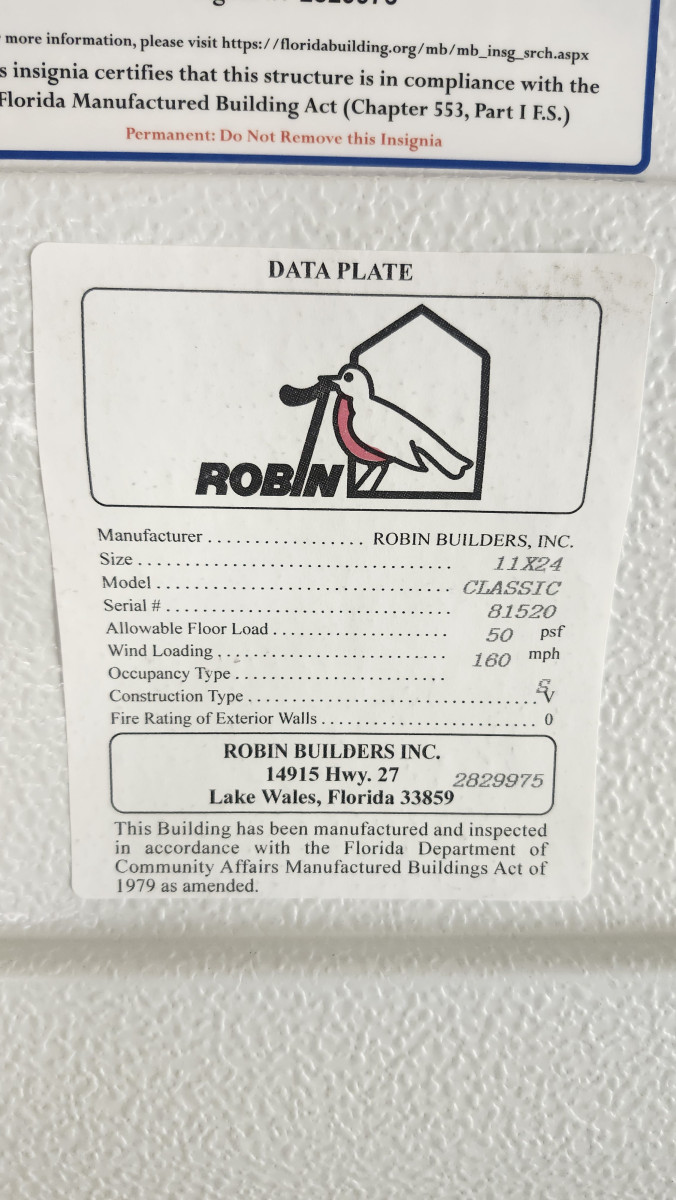 more information, please visit https://floridabuilding.org/mb/mb_insg_srch.aspx
insignia certifies that this structure is in compliance with the
Florida Manufactured Building Act (Chapter 553, Part I F.S.)
Permanent: Do Not Remove this Insignia
DATA PLATE
ROBIN
Manufacturer ................. ROBIN BUILDERS, INC.
Size .................................. 11X24
Model ................................ CLASSIC
Serial # ............................... 81520
Allowable Floor Load ................... 50 psf
Wind Loading ......................... 160 mph
Occupancy Type ....................... S
Construction Type ............................... V
Fire Rating of Exterior Walls ........................ 0
ROBIN BUILDERS INC.
14915 Hwy. 27 2829975
Lake Wales, Florida 33859
This Building has been manufactured and inspected
in accordance with the Florida Department of
Community Affairs Manufactured Buildings Act of
1979 as amended.